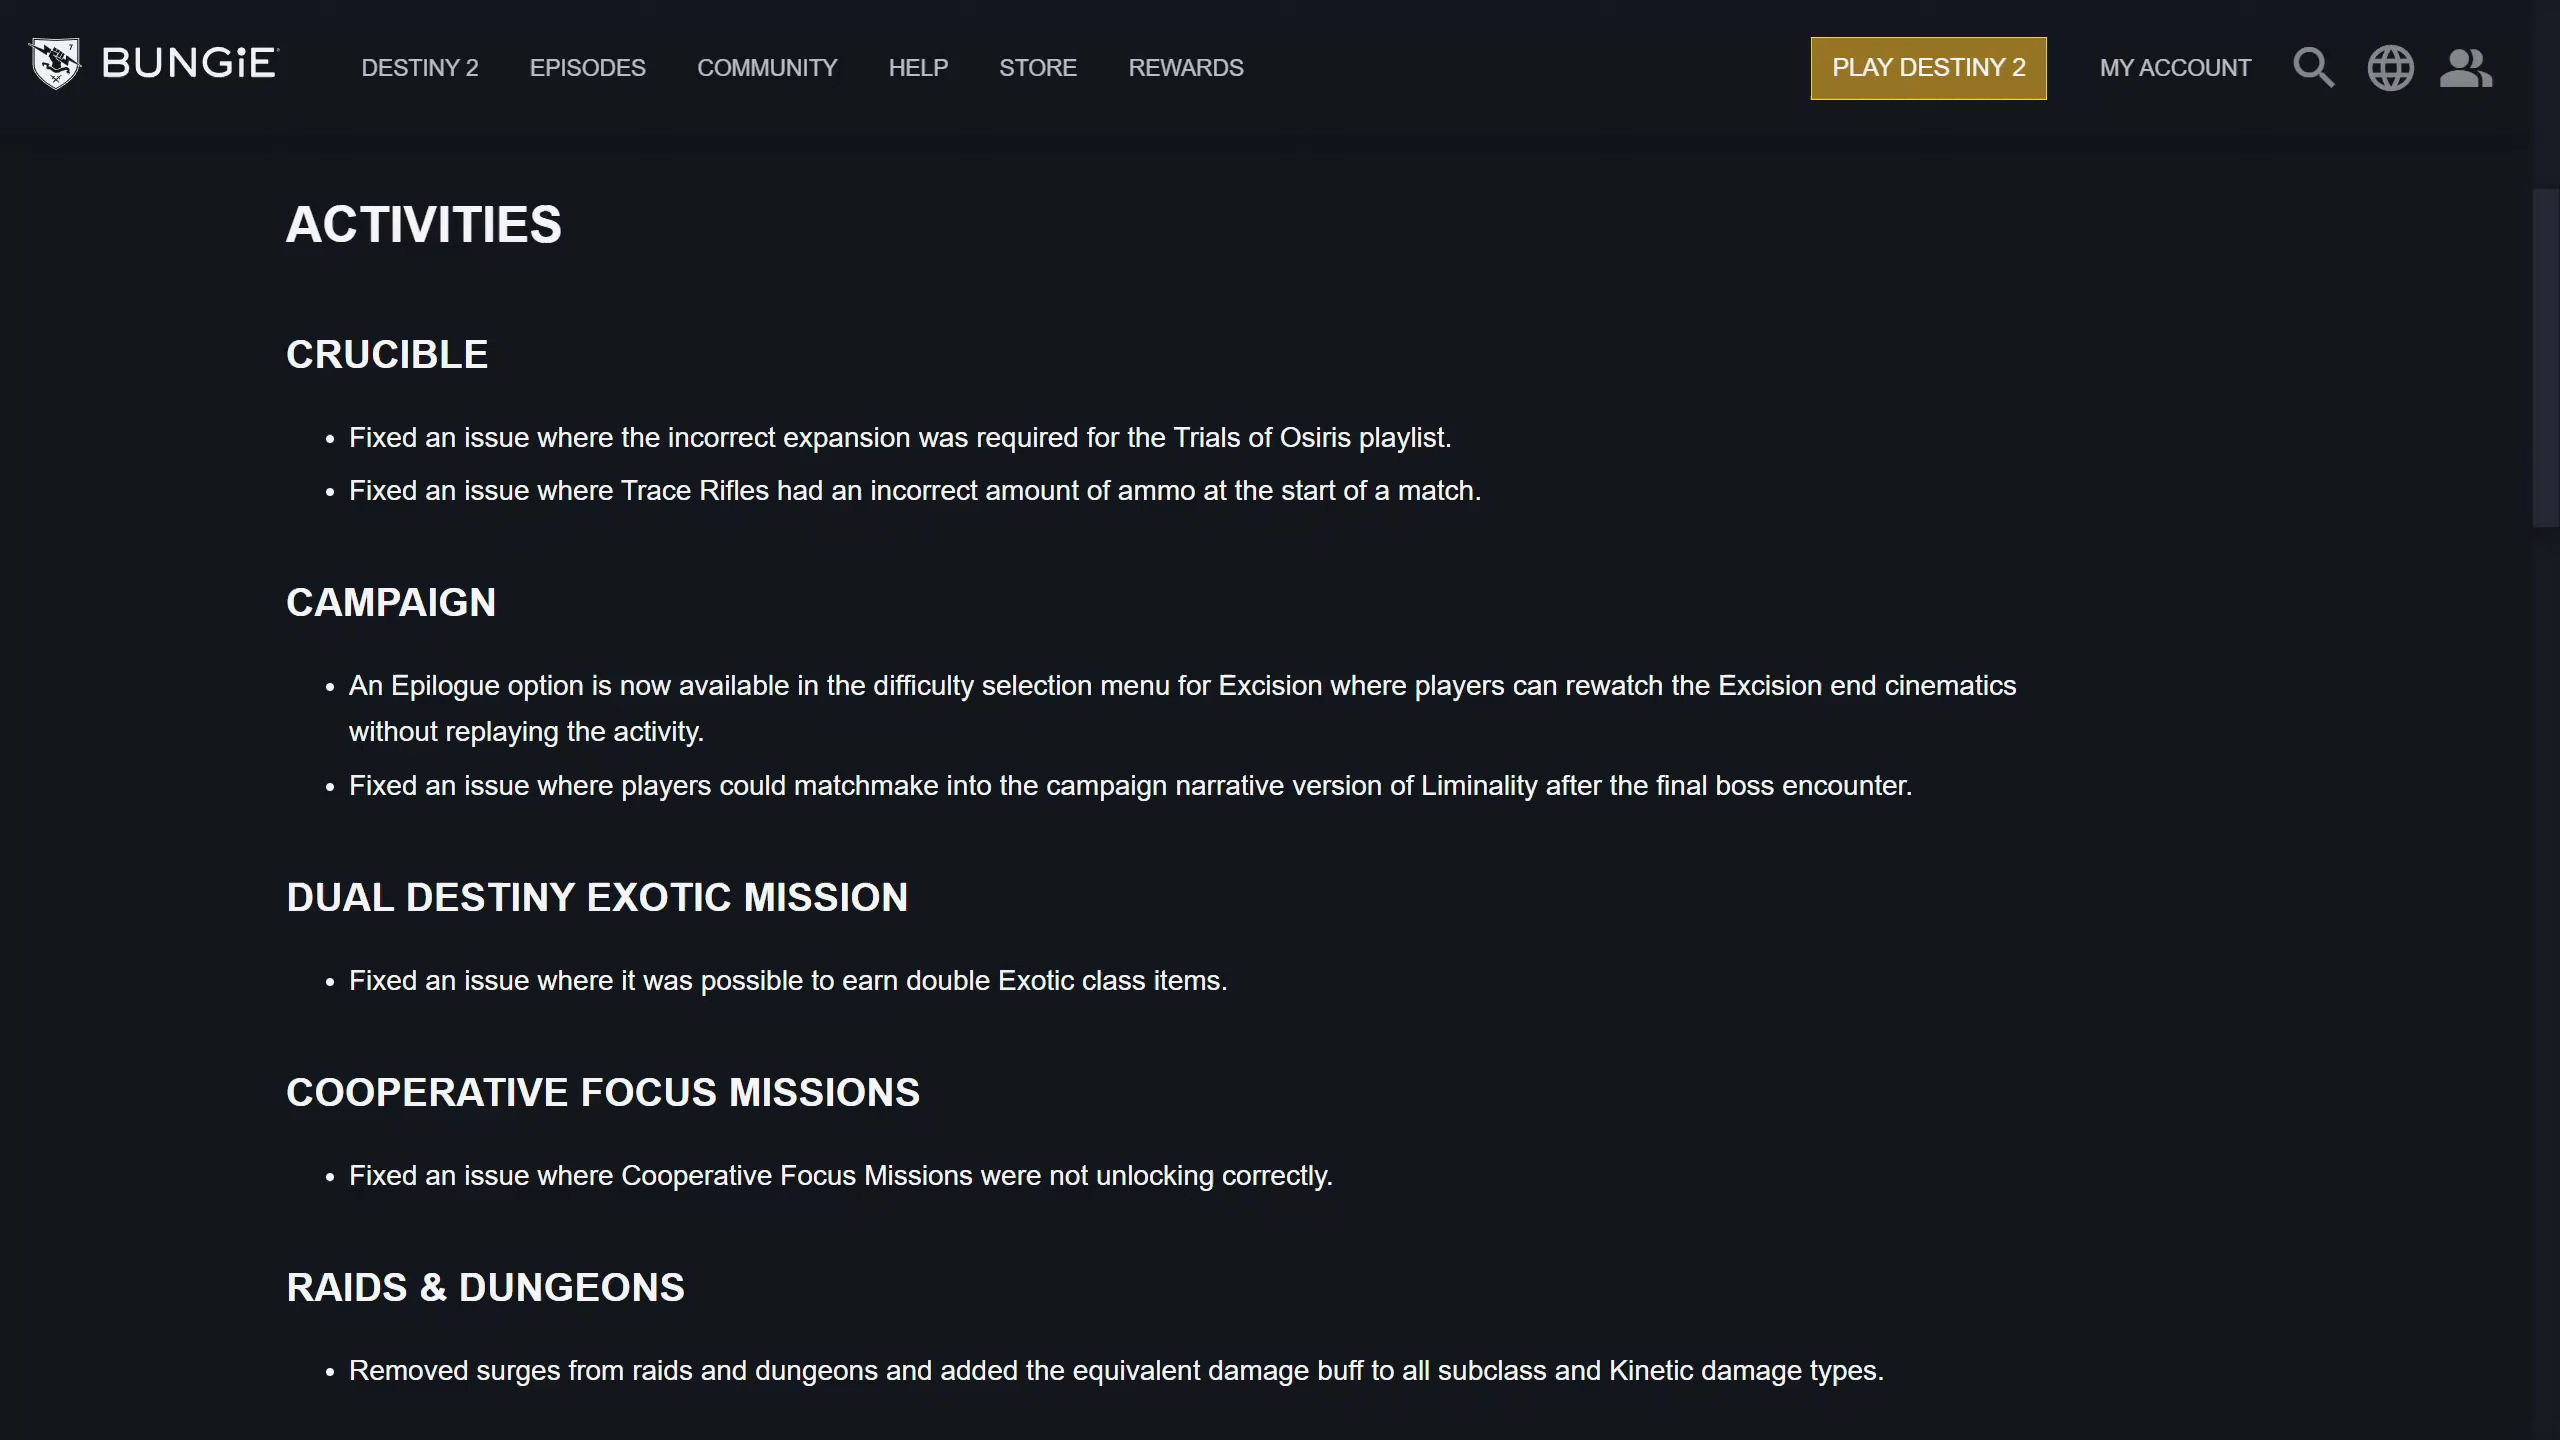 BUNGiE
DESTINY 2 EPISODES COMMUNITY HELP STORE REWARDS PLAY DESTINY 2 MY ACCOUNT
ACTIVITIES
CRUCIBLE
• Fixed an issue where the incorrect expansion was required for the Trials of Osiris playlist.
• Fixed an issue where Trace Rifles had an incorrect amount of ammo at the start of a match.
CAMPAIGN
• An Epilogue option is now available in the difficulty selection menu for Excision where players can rewatch the Excision end cinematics
without replaying the activity.
• Fixed an issue where players could matchmake into the campaign narrative version of Liminality after the final boss encounter.
DUAL DESTINY EXOTIC MISSION
• Fixed an issue where it was possible to earn double Exotic class items.
COOPERATIVE FOCUS MISSIONS
• Fixed an issue where Cooperative Focus Missions were not unlocking correctly.
RAIDS & DUNGEONS
• Removed surges from raids and dungeons and added the equivalent damage buff to all subclass and Kinetic damage types.